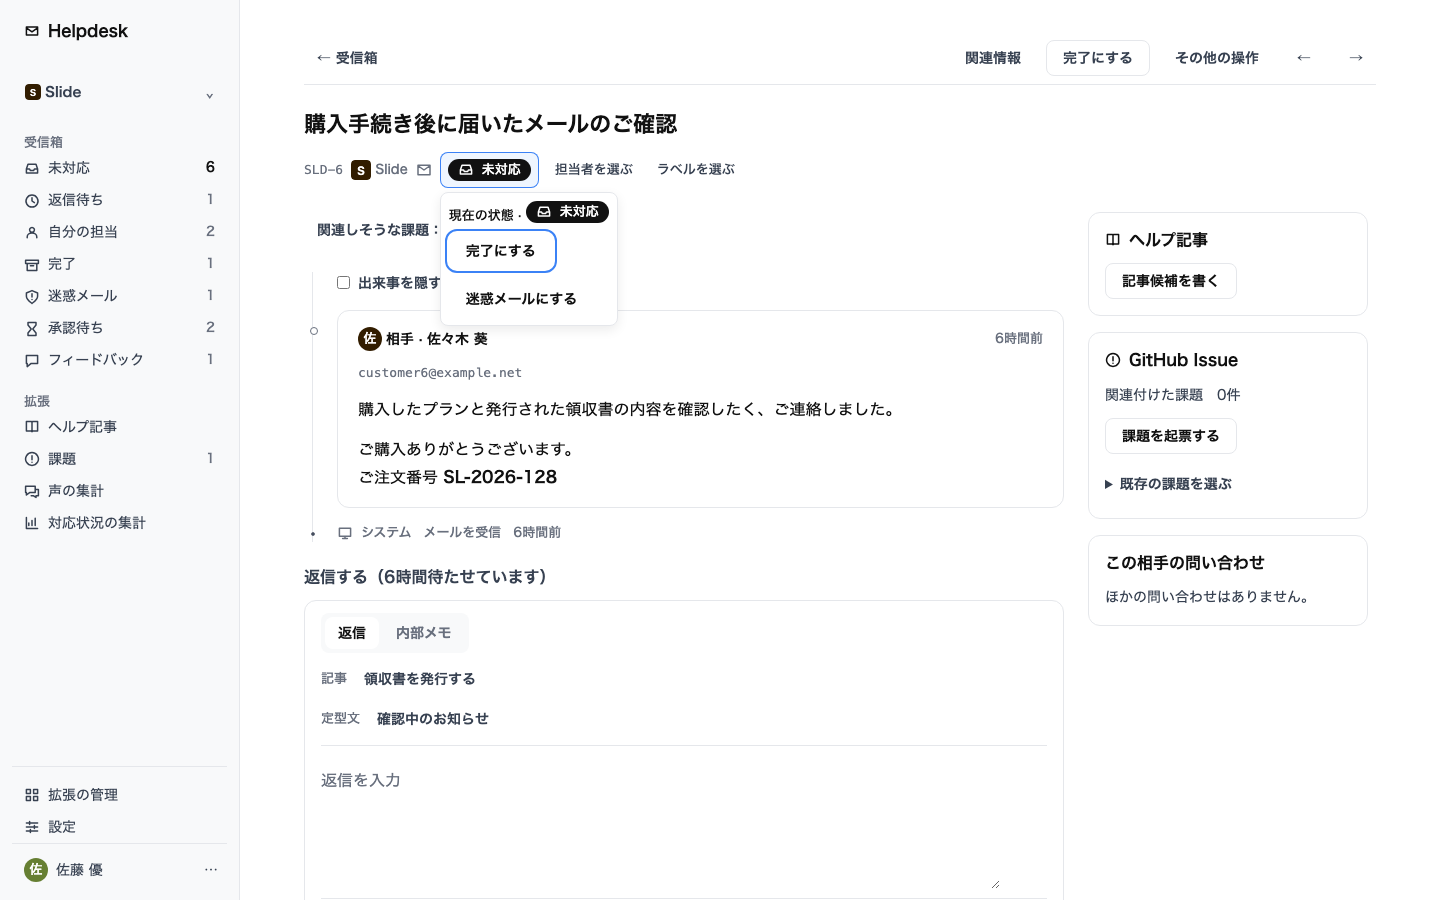 Helpdesk
S Slide
受信箱
未対応 6
返信待ち 1
自分の担当 2
完了 1
迷惑メール 1
承認待ち 2
フィードバック 1
拡張
ヘルプ記事
課題 1
声の集計
対応状況の集計
拡張の管理
設定
佐 佐藤 優 …
← 受信箱
関連情報 完了にする その他の操作 ← →
購入手続き後に届いたメールのご確認
SLD-6 S Slide 未対応 担当者を選ぶ ラベルを選ぶ
現在の状態 · 未対応
完了にする
迷惑メールにする
関連しそうな課題：
出来事を隠す
佐 相手 · 佐々木 葵 6時間前
customer6@example.net
購入したプランと発行された領収書の内容を確認したく、ご連絡しました。
ご購入ありがとうございます。
ご注文番号 SL-2026-128
システム メールを受信 6時間前
返信する（6時間待たせています）
返信 内部メモ
記事 領収書を発行する
定型文 確認中のお知らせ
返信を入力
ヘルプ記事
記事候補を書く
GitHub Issue
関連付けた課題 0件
課題を起票する
▶ 既存の課題を選ぶ
この相手の問い合わせ
ほかの問い合わせはありません。